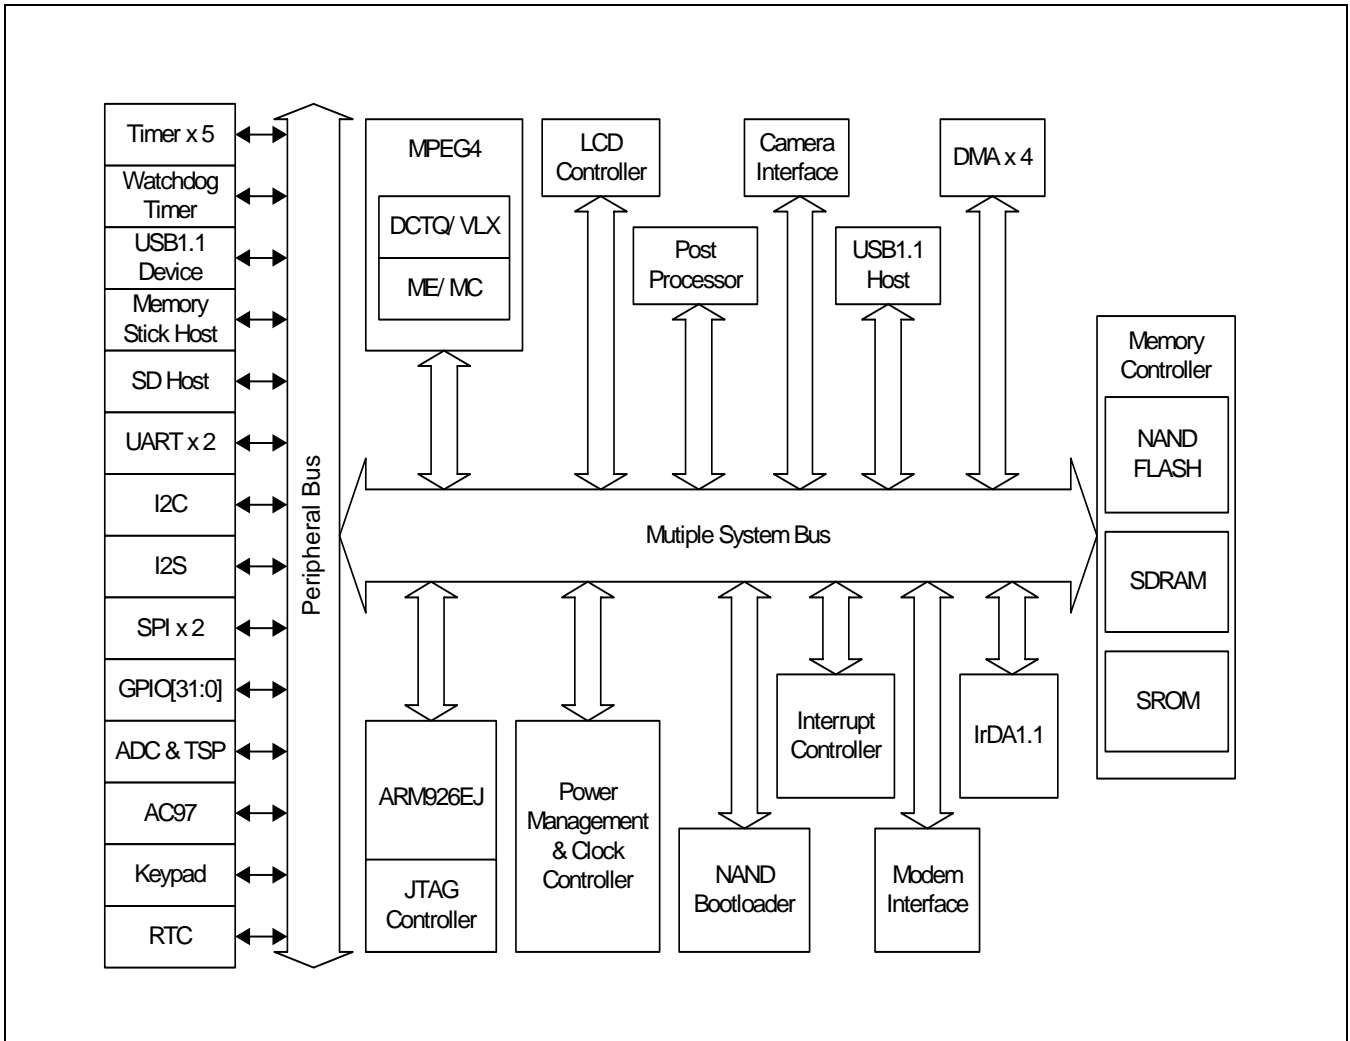 Timer x 5
Watchdog
Timer
USB1.1
Device
Memory
Stick Host
SD Host
UART x 2
I2C
I2S
SPI x 2
GPIO[31:0]
ADC & TSP
AC97
Keypad
RTC
Peripheral Bus
MPEG4
DCTQ/ VLX
ME/ MC
LCD
Controller
Post
Processor
Camera
Interface
USB1.1
Host
DMA x 4
Memory
Controller
NAND
FLASH
SDRAM
SROM
Mutiple System Bus
ARM926EJ
JTAG
Controller
Power
Management
& Clock
Controller
NAND
Bootloader
Interrupt
Controller
Modem
Interface
IrDA1.1